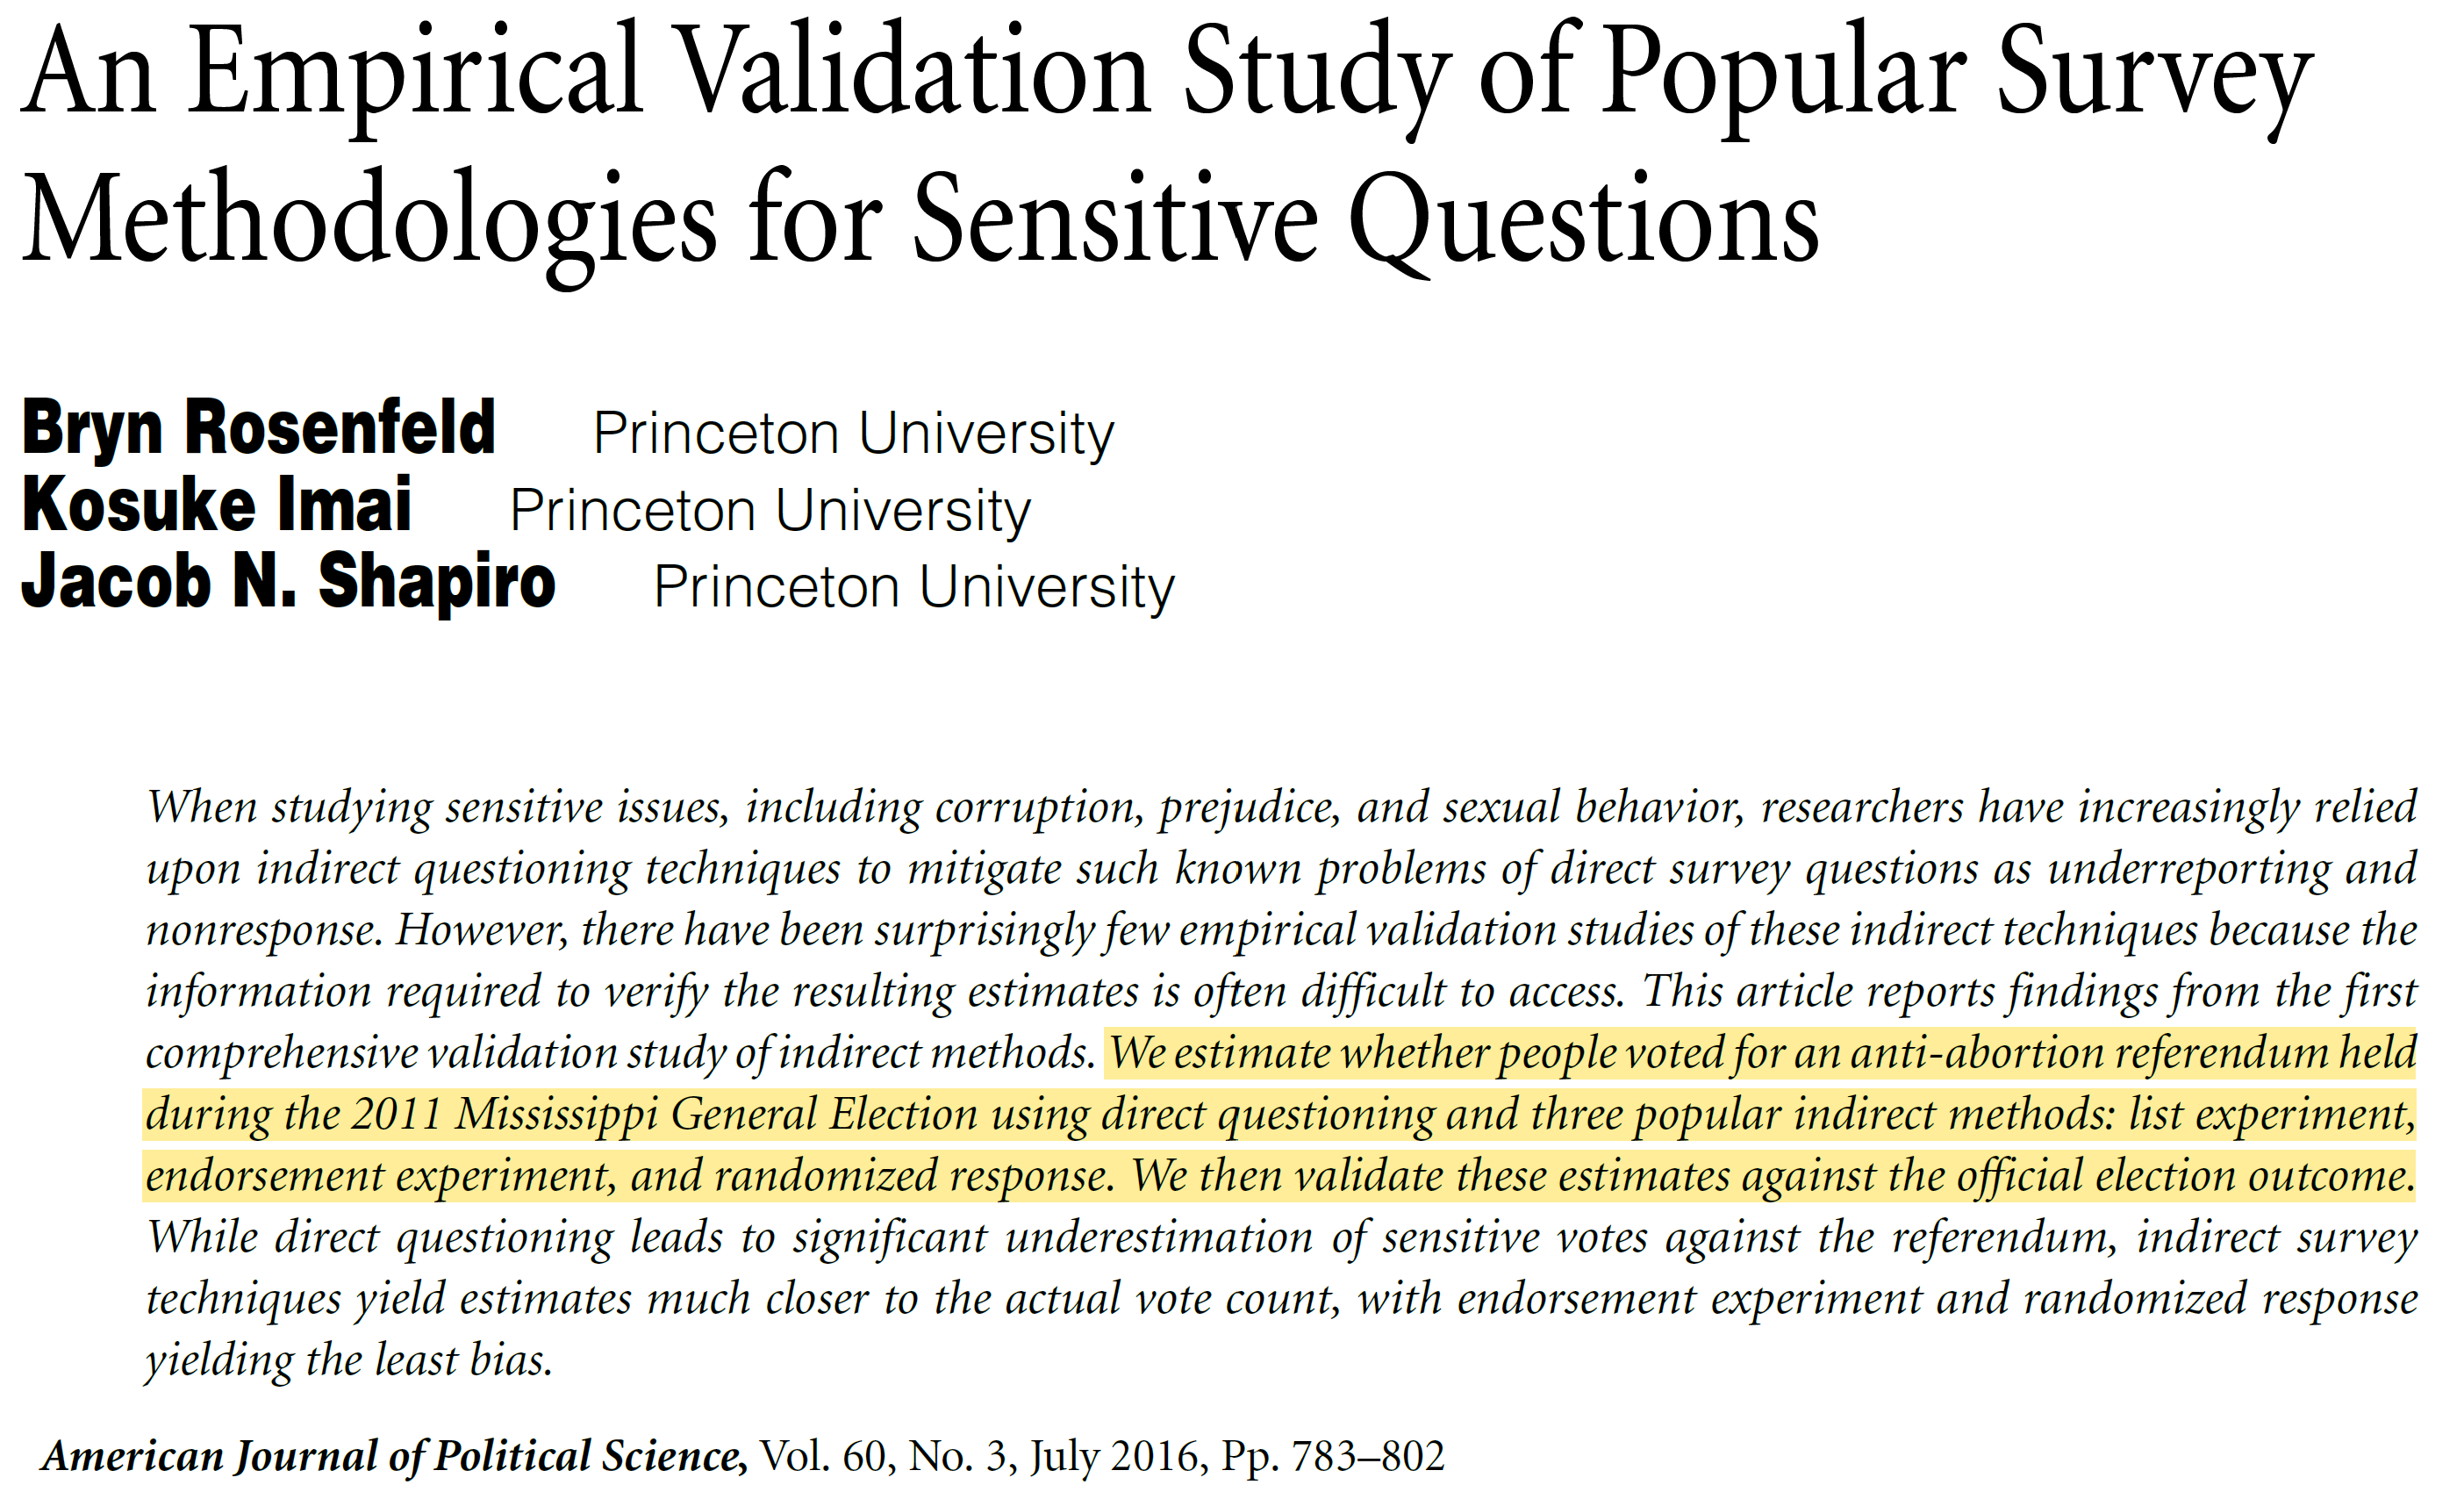 An Empirical Validation Study of Popular Survey
Methodologies for Sensitive Questions
Bryn Rosenfeld Princeton University
Kosuke Imai Princeton University
Jacob N. Shapiro Princeton University
When studying sensitive issues, including corruption, prejudice, and sexual behavior, researchers have increasingly relied
upon indirect questioning techniques to mitigate such known problems of direct survey questions as underreporting and
nonresponse. However, there have been surprisingly few empirical validation studies of these indirect techniques because the
information required to verify the resulting estimates is often difficult to access. This article reports findings from the first
comprehensive validation study of indirect methods. We estimate whether people voted for an anti-abortion referendum held
during the 2011 Mississippi General Election using direct questioning and three popular indirect methods: list experiment,
endorsement experiment, and randomized response. We then validate these estimates against the official election outcome.
While direct questioning leads to significant underestimation of sensitive votes against the referendum, indirect survey
techniques yield estimates much closer to the actual vote count, with endorsement experiment and randomized response
yielding the least bias.
American Journal of Political Science, Vol. 60, No. 3, July 2016, Pp. 783–802